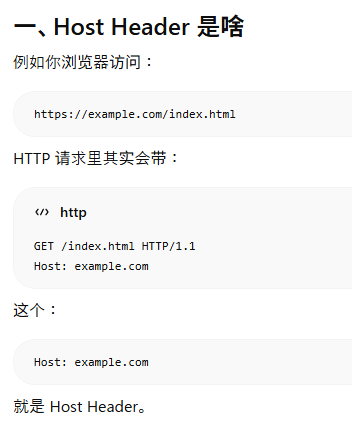 一、Host Header 是啥
例如你浏览器访问：
https://example.com/index.html
HTTP 请求里其实会带：
http
GET /index.html HTTP/1.1
Host: example.com
这个：
Host: example.com
就是 Host Header。